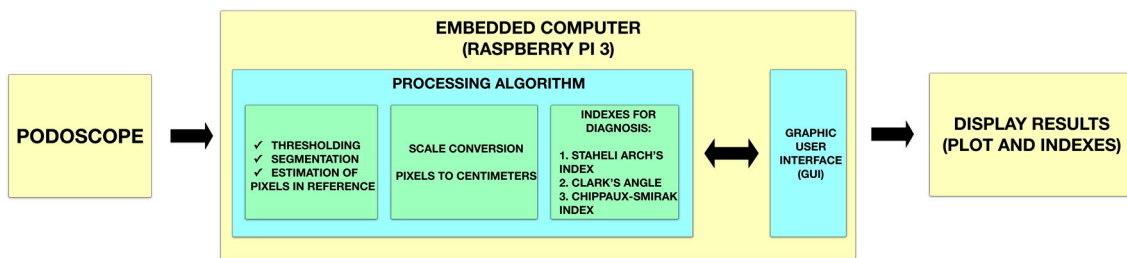 PODOSCOPE
EMBEDDED COMPUTER
(RASPBERRY PI 3)
PROCESSING ALGORITHM
✓ THRESHOLDING
✓ SEGMENTATION
✓ ESTIMATION OF
PIXELS IN REFERENCE
SCALE CONVERSION
PIXELS TO CENTIMETERS
INDEXES FOR
DIAGNOSIS:
1. STAHELI ARCH'S
INDEX
2. CLARK'S ANGLE
3. CHIPPAUX-SMIRAK
INDEX
GRAPHIC
USER
INTERFACE
(GUI)
DISPLAY RESULTS
(PLOT AND INDEXES)